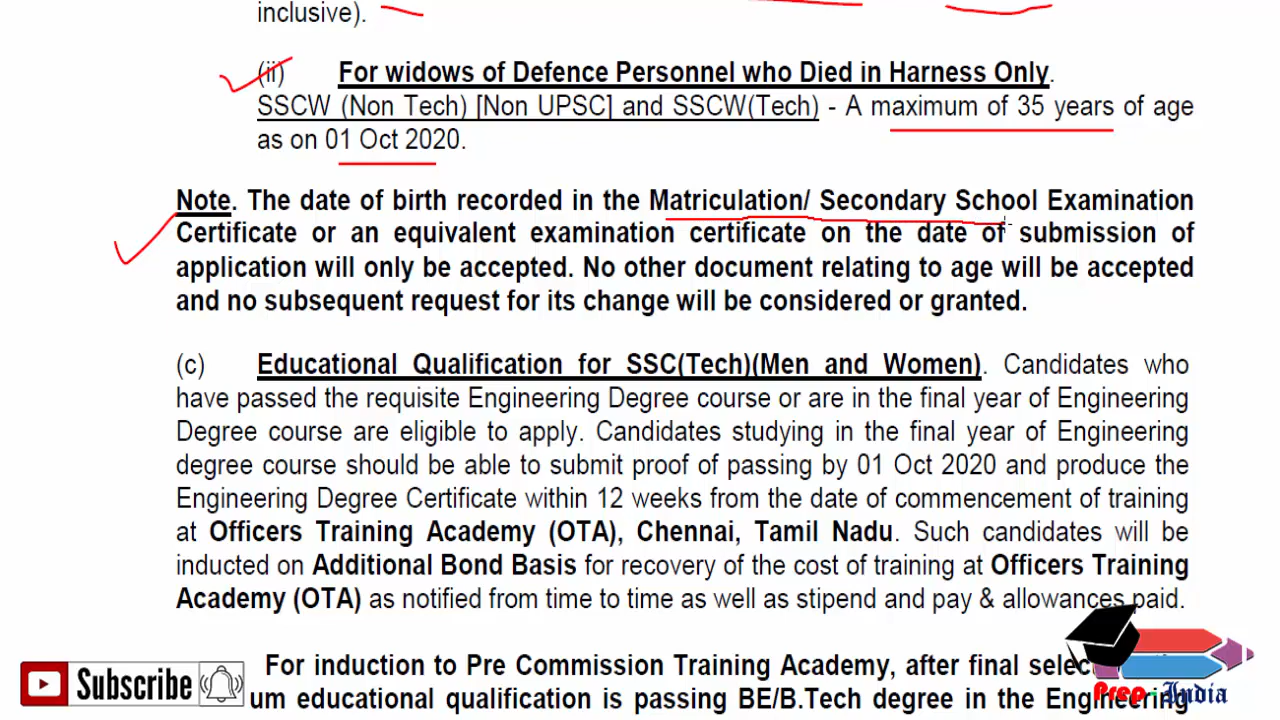 inclusive).
(ii) For widows of Defence Personnel who Died in Harness Only.
SSCW (Non Tech) [Non UPSC] and SSCW(Tech) - A maximum of 35 years of age
as on 01 Oct 2020.
Note. The date of birth recorded in the Matriculation/ Secondary School Examination
Certificate or an equivalent examination certificate on the date of submission of
application will only be accepted. No other document relating to age will be accepted
and no subsequent request for its change will be considered or granted.
(c) Educational Qualification for SSC(Tech)(Men and Women). Candidates who
have passed the requisite Engineering Degree course or are in the final year of Engineering
Degree course are eligible to apply. Candidates studying in the final year of Engineering
degree course should be able to submit proof of passing by 01 Oct 2020 and produce the
Engineering Degree Certificate within 12 weeks from the date of commencement of training
at Officers Training Academy (OTA), Chennai, Tamil Nadu. Such candidates will be
inducted on Additional Bond Basis for recovery of the cost of training at Officers Training
Academy (OTA) as notified from time to time as well as stipend and pay & allowances paid.
For induction to Pre Commission Training Academy, after final
um educational qualification is passing BE/B.Tech degree in the Engineering
Subscribe
Prep-India